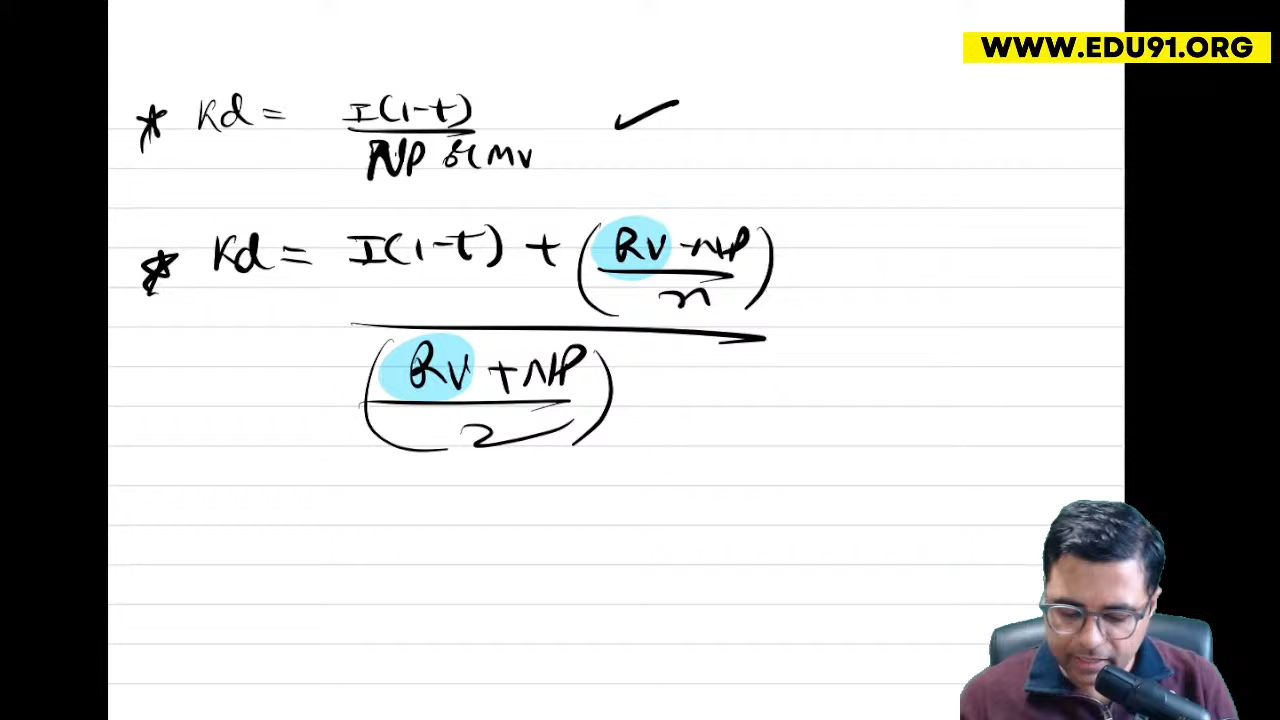 WWW.EDU91.ORG
* Kd = I(1-t)
NP or MV ✓
* Kd = I(1-t) + (RV - NP
n)
(RV + NP
2)